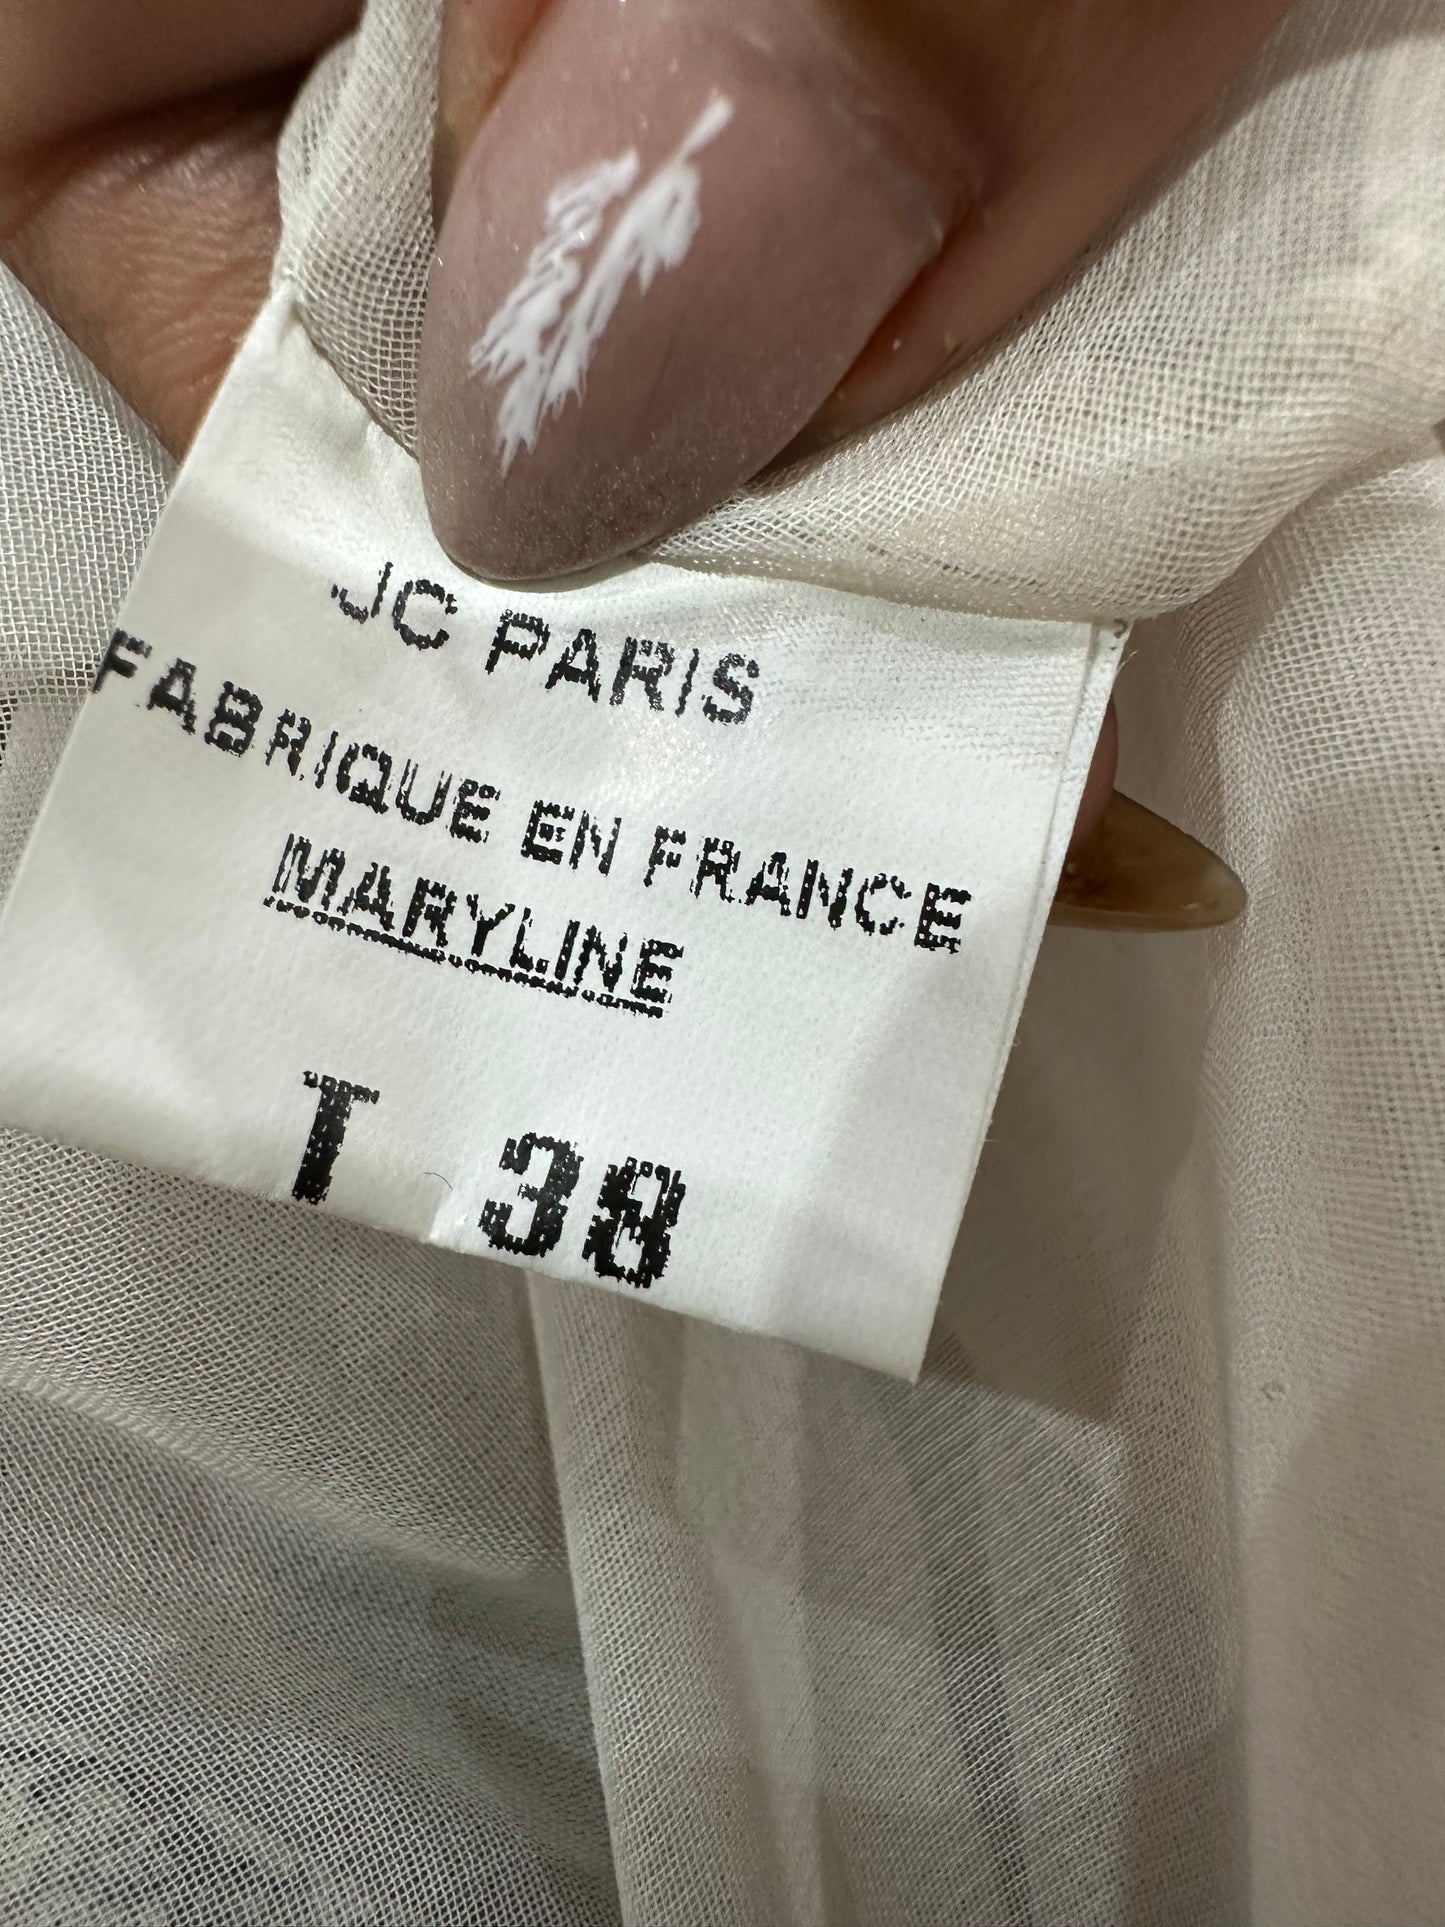 JC PARIS
FABRIQUE EN FRANCE
MARYLINE
T 38